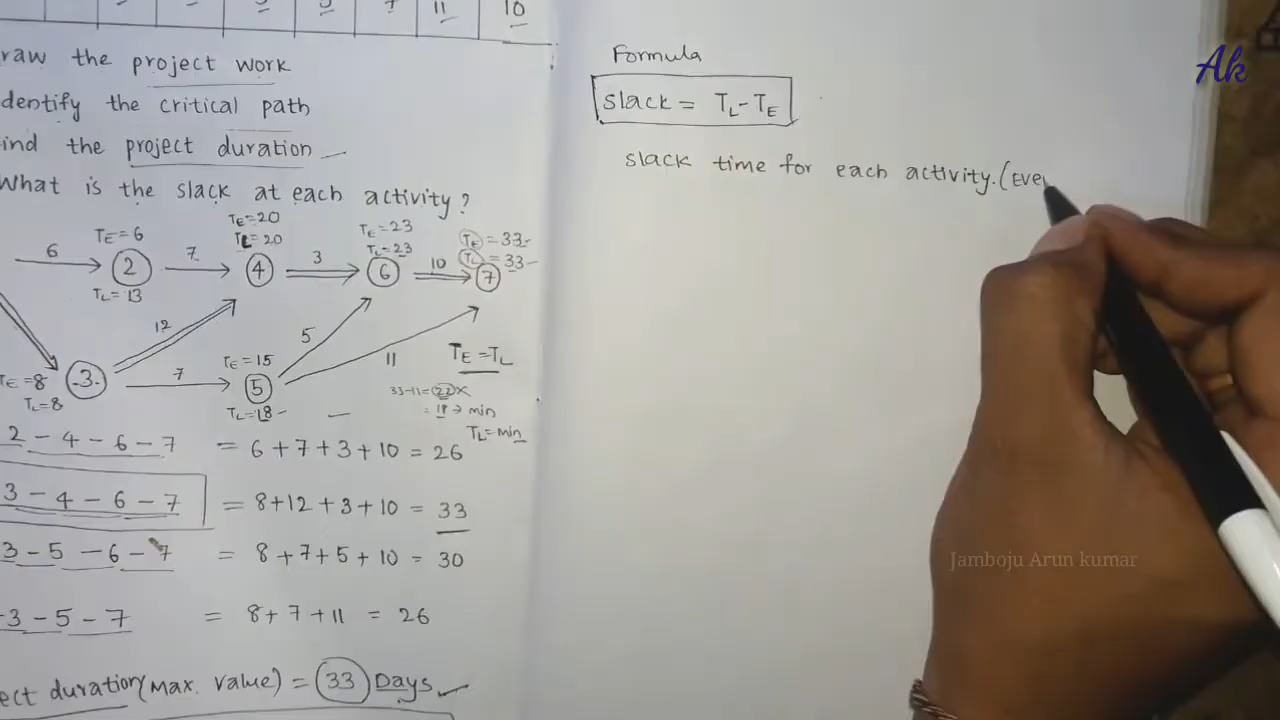 11 10
raw the project work
dentify the critical path
ind the project duration
What is the slack at each activity?
TE=20
TE=6 TL=20 TE=23 TE=33
6 7 3 TL=23 10 TL=33
2 4 6 7
TL=13
12 5 11 TE=TL
TE=8 3 7 TE=15 5 33-11=22x
TL=8 TL=18 = 18 → min
TL=min
2-4-6-7 = 6+7+3+10=26
3-4-6-7 = 8+12+3+10=33
3-5-6-7 = 8+7+5+10=30
-3-5-7 = 8+7+11 = 26
ect duration(max. value) = 33 Days
Formula
slack = TL-TE
slack time for each activity.(Eve
Ak
Jamboju Arun kumar